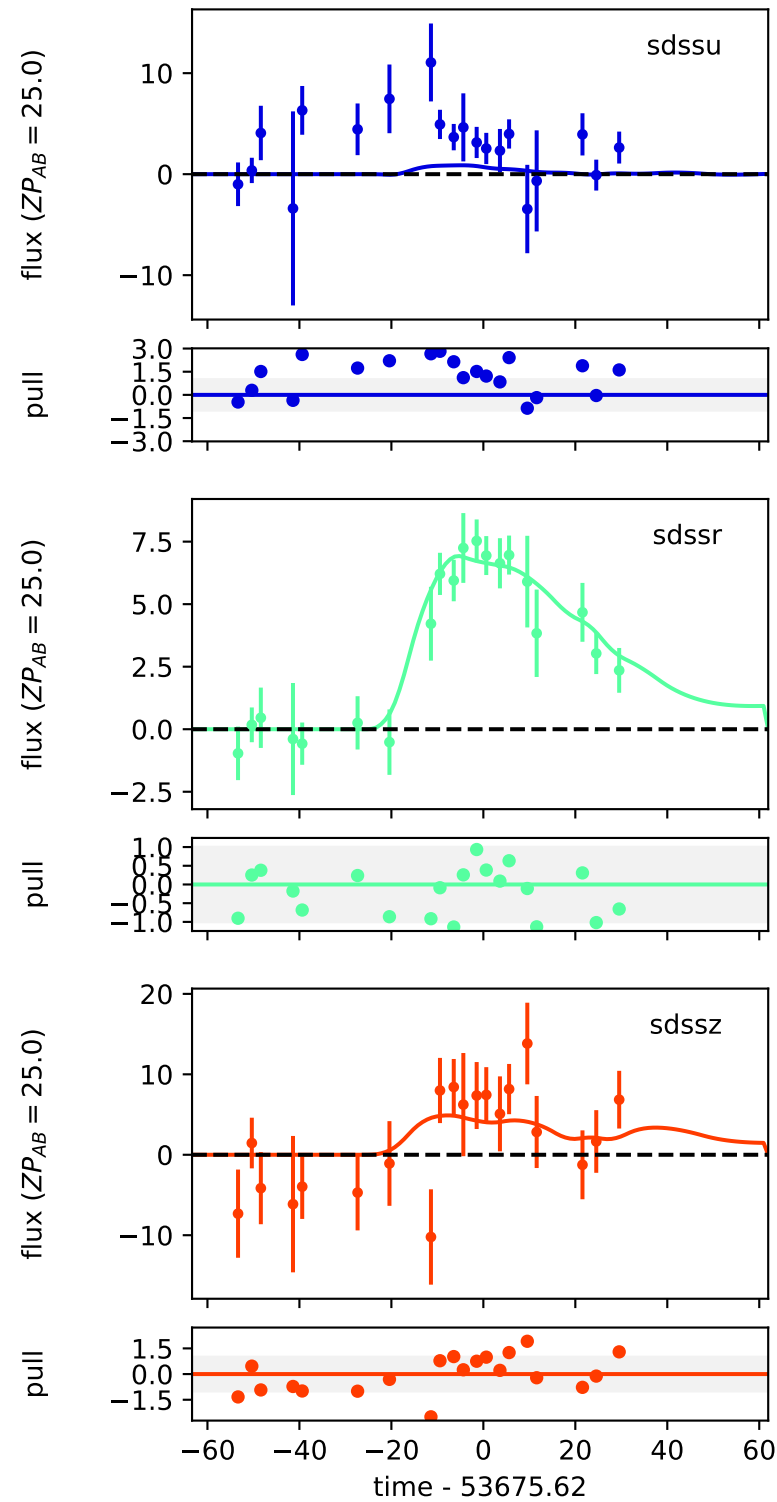 sdssu
flux (ZP_AB = 25.0)
10
0
−10
pull
3.0
1.5
0.0
−1.5
−3.0
sdssr
flux (ZP_AB = 25.0)
7.5
5.0
2.5
0.0
−2.5
pull
1.0
0.5
0.0
−0.5
−1.0
sdssz
flux (ZP_AB = 25.0)
20
10
0
−10
pull
1.5
0.0
−1.5
−60 −40 −20 0 20 40 60
time - 53675.62